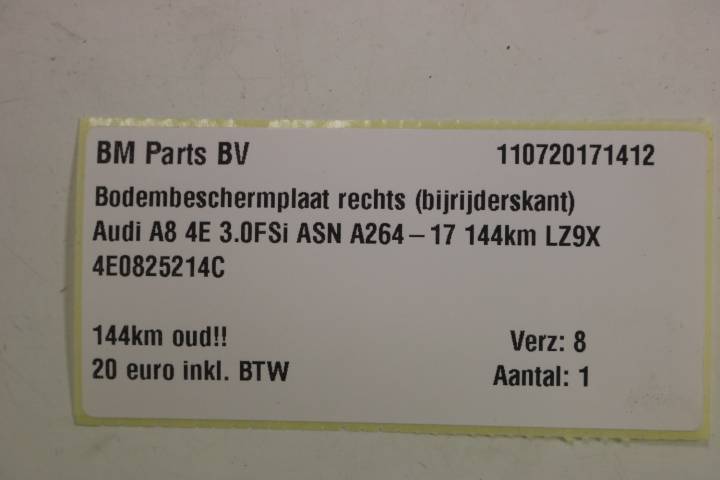 BM Parts BV 110720171412
Bodembeschermplaat rechts (bijrijderskant)
Audi A8 4E 3.0FSi ASN A264-17 144km LZ9X
4E0825214C
144km oud!! Verz: 8
20 euro inkl. BTW Aantal: 1